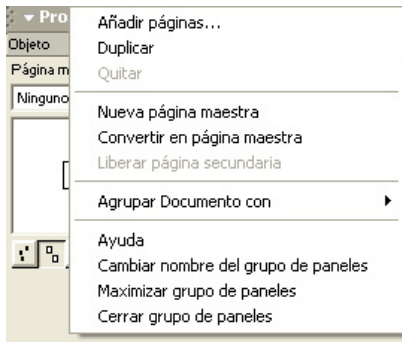 Pro
Objeto
Página m
Ninguno
Añadir páginas...
Duplicar
Quitar
Nueva página maestra
Convertir en página maestra
Liberar página secundaria
Agrupar Documento con
Ayuda
Cambiar nombre del grupo de paneles
Maximizar grupo de paneles
Cerrar grupo de paneles